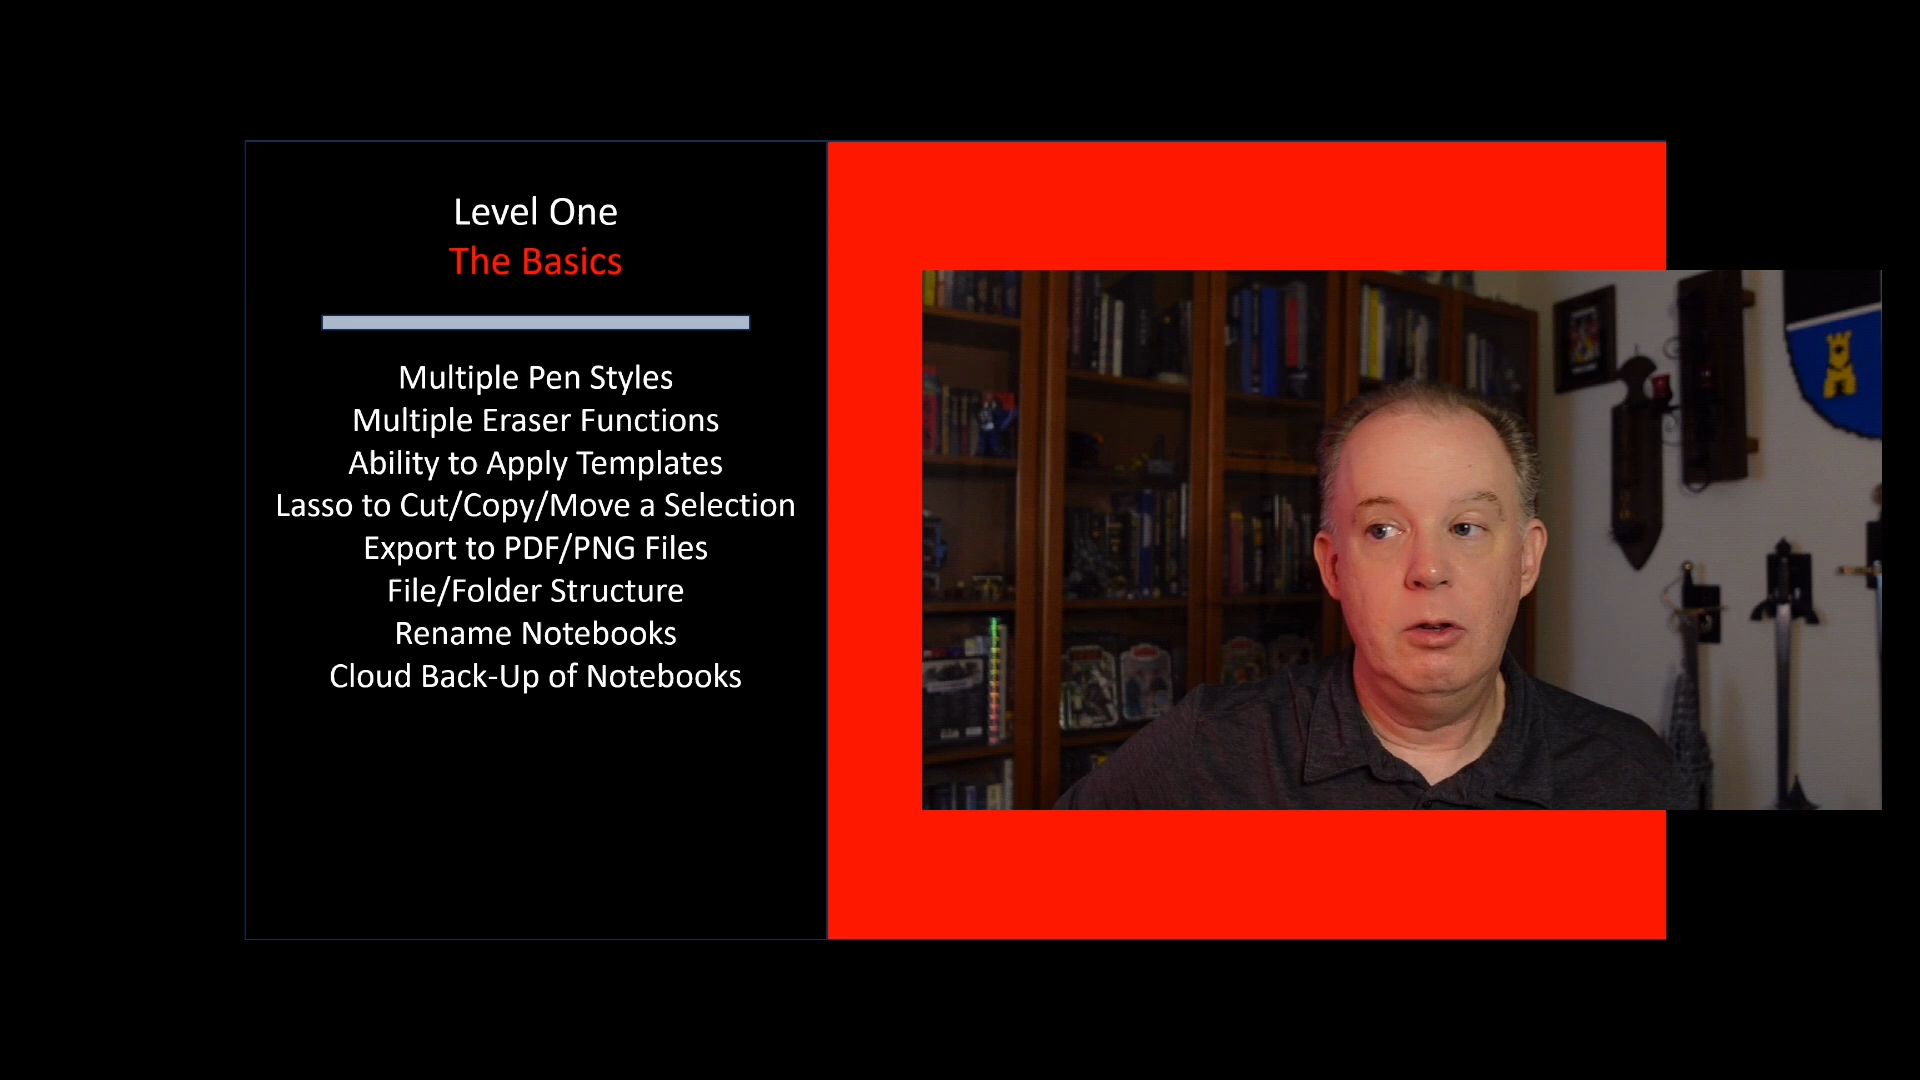 Level One
The Basics
Multiple Pen Styles
Multiple Eraser Functions
Ability to Apply Templates
Lasso to Cut/Copy/Move a Selection
Export to PDF/PNG Files
File/Folder Structure
Rename Notebooks
Cloud Back-Up of Notebooks